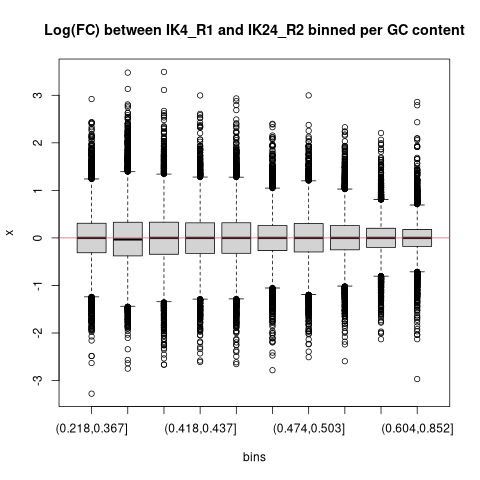 Log(FC) between IK4_R1 and IK24_R2 binned per GC content
3
2
1
0
-1
-2
-3
x
(0.218,0.367] (0.418,0.437] (0.474,0.503] (0.604,0.852]
bins